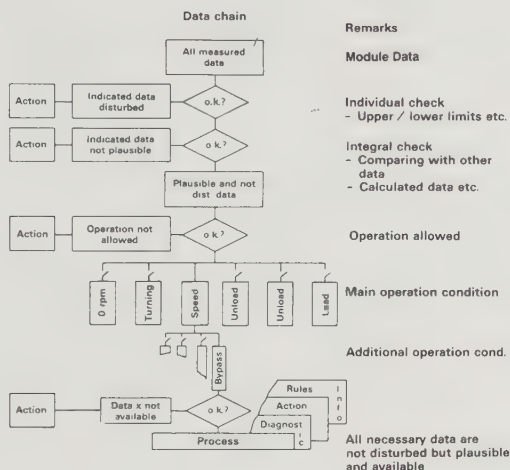 Data chain
Remarks
All measured
data
Module Data
Action
Indicated data
disturbed
o.k.?
Individual check
- Upper / lower limits etc.
Action
Indicated data
not plausible
o k.?
Integral check
- Comparing with other
data
- Calculated data etc.
Plausible and not
dist data
Action
Operation not
allowed
o k.?
Operation allowed
0 rpm
Turning
Speed
Unload
Unload
Load
Main operation condition
Bypass
Additional operation cond.
Action
Data x not
available
o k.?
Rules
Info
Action
Diagnostic
Process
All necessary data are
not disturbed but plausible
and available